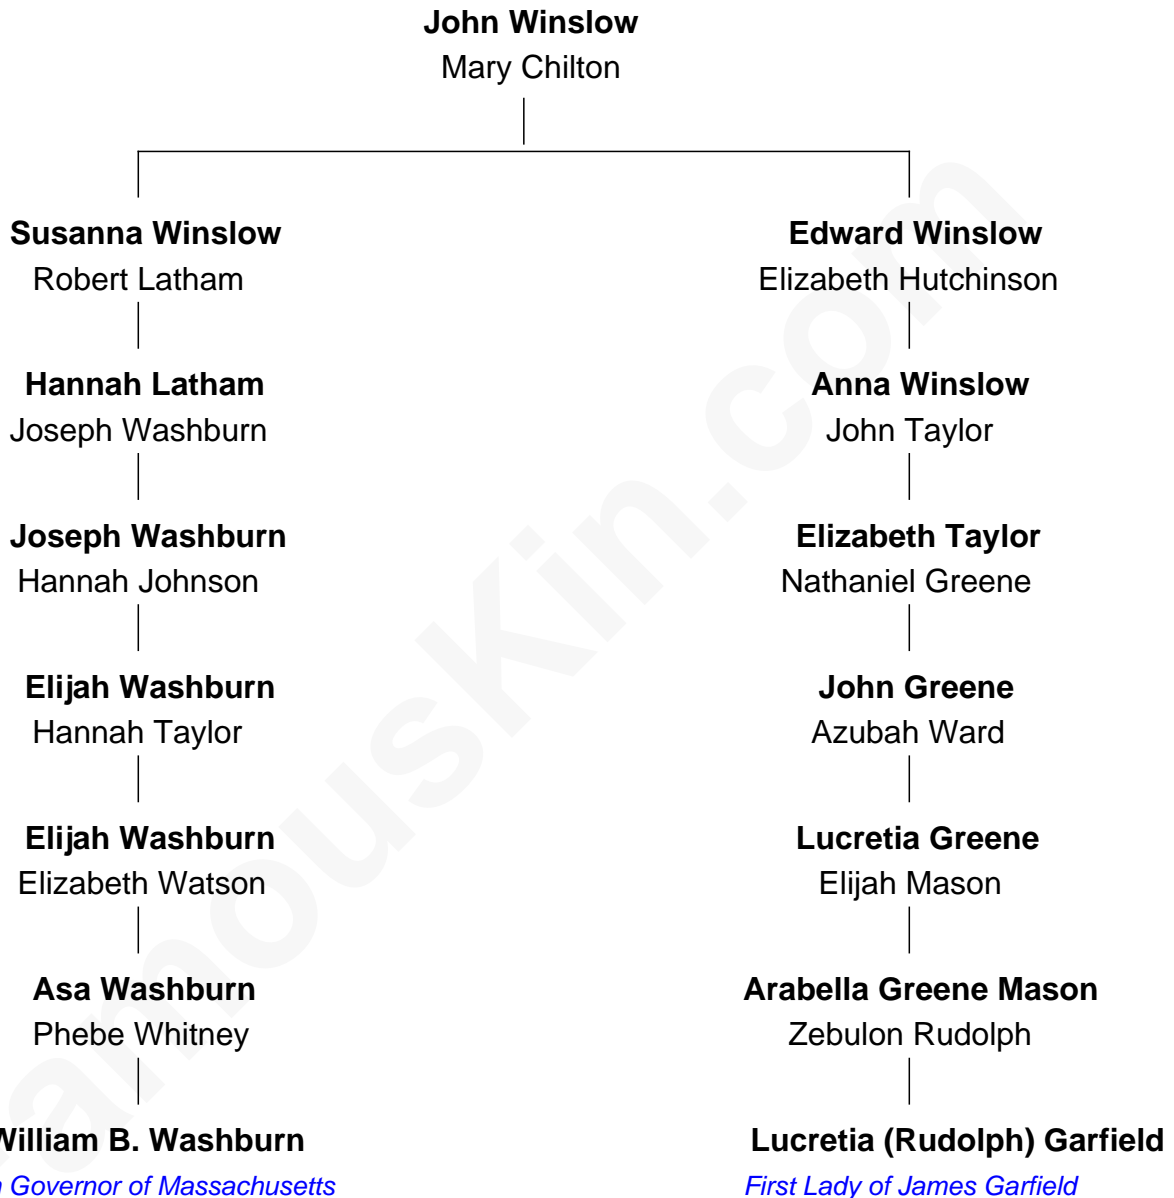 John Winslow
Mary Chilton
Susanna Winslow
Robert Latham
Edward Winslow
Elizabeth Hutchinson
Hannah Latham
Joseph Washburn
Anna Winslow
John Taylor
Joseph Washburn
Hannah Johnson
Elizabeth Taylor
Nathaniel Greene
Elijah Washburn
Hannah Taylor
John Greene
Azubah Ward
Elijah Washburn
Elizabeth Watson
Lucretia Greene
Elijah Mason
Asa Washburn
Phebe Whitney
Arabella Greene Mason
Zebulon Rudolph
William B. Washburn
Governor of Massachusetts
Lucretia (Rudolph) Garfield
First Lady of James Garfield
amouskin.com